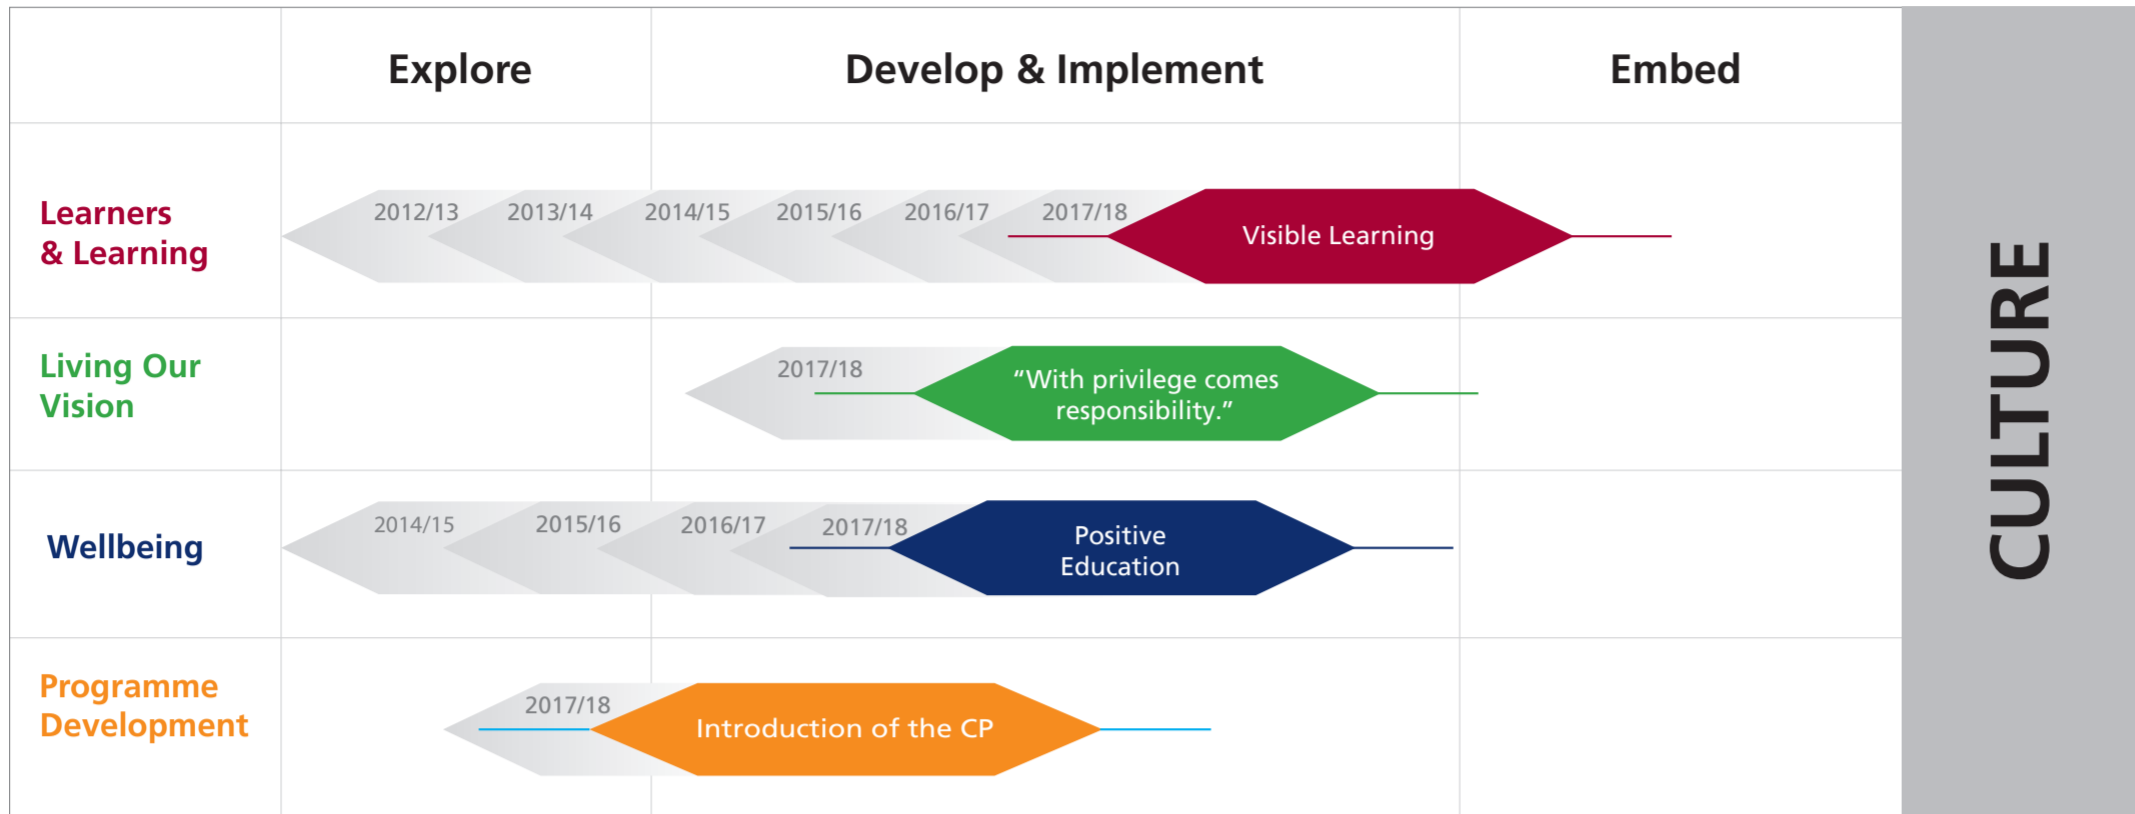 Explore
Develop & Implement
Embed
CULTURE
Learners
& Learning
2012/13
2013/14
2014/15
2015/16
2016/17
2017/18
Visible Learning
Living Our
Vision
2017/18
“With privilege comes
responsibility.”
Wellbeing
2014/15
2015/16
2016/17
2017/18
Positive
Education
Programme
Development
2017/18
Introduction of the CP